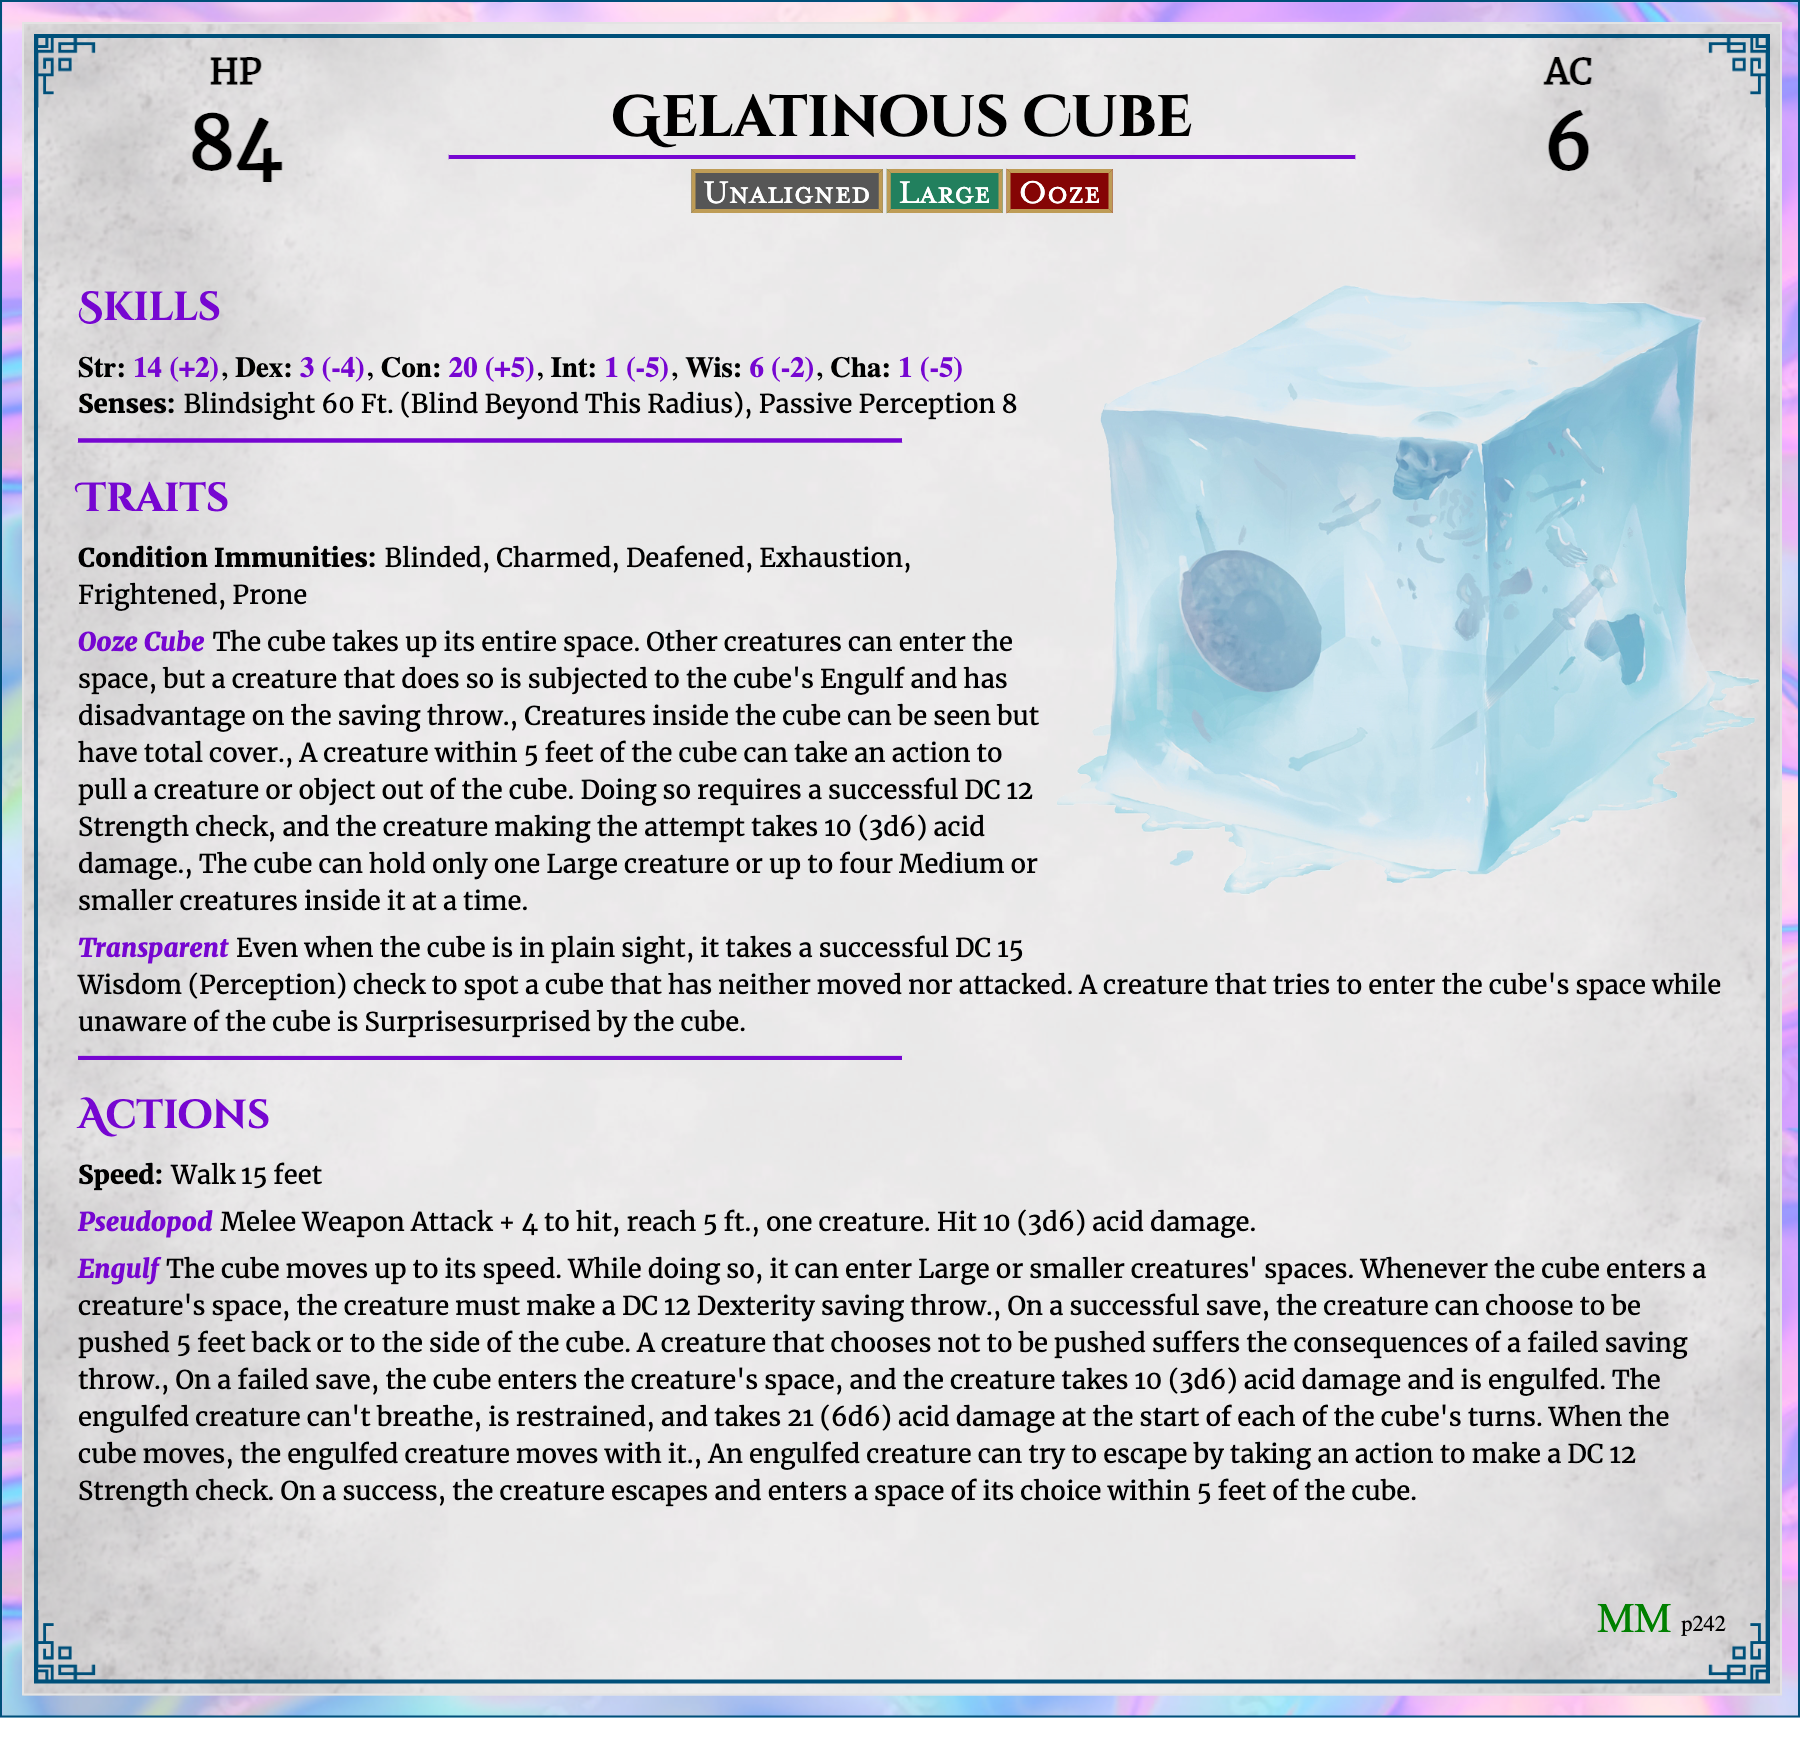 HP
84
Gelatinous Cube
AC
6
Unaligned Large Ooze
Skills
Str: 14 (+2), Dex: 3 (-4), Con: 20 (+5), Int: 1 (-5), Wis: 6 (-2), Cha: 1 (-5)
Senses: Blindsight 60 Ft. (Blind Beyond This Radius), Passive Perception 8
Traits
Condition Immunities: Blinded, Charmed, Deafened, Exhaustion,
Frightened, Prone
Ooze Cube The cube takes up its entire space. Other creatures can enter the
space, but a creature that does so is subjected to the cube's Engulf and has
disadvantage on the saving throw., Creatures inside the cube can be seen but
have total cover., A creature within 5 feet of the cube can take an action to
pull a creature or object out of the cube. Doing so requires a successful DC 12
Strength check, and the creature making the attempt takes 10 (3d6) acid
damage., The cube can hold only one Large creature or up to four Medium or
smaller creatures inside it at a time.
Transparent Even when the cube is in plain sight, it takes a successful DC 15
Wisdom (Perception) check to spot a cube that has neither moved nor attacked. A creature that tries to enter the cube's space while
unaware of the cube is Surprisesurprised by the cube.
Actions
Speed: Walk 15 feet
Pseudopod Melee Weapon Attack + 4 to hit, reach 5 ft., one creature. Hit 10 (3d6) acid damage.
Engulf The cube moves up to its speed. While doing so, it can enter Large or smaller creatures' spaces. Whenever the cube enters a
creature's space, the creature must make a DC 12 Dexterity saving throw., On a successful save, the creature can choose to be
pushed 5 feet back or to the side of the cube. A creature that chooses not to be pushed suffers the consequences of a failed saving
throw., On a failed save, the cube enters the creature's space, and the creature takes 10 (3d6) acid damage and is engulfed. The
engulfed creature can't breathe, is restrained, and takes 21 (6d6) acid damage at the start of each of the cube's turns. When the
cube moves, the engulfed creature moves with it., An engulfed creature can try to escape by taking an action to make a DC 12
Strength check. On a success, the creature escapes and enters a space of its choice within 5 feet of the cube.
MM p242